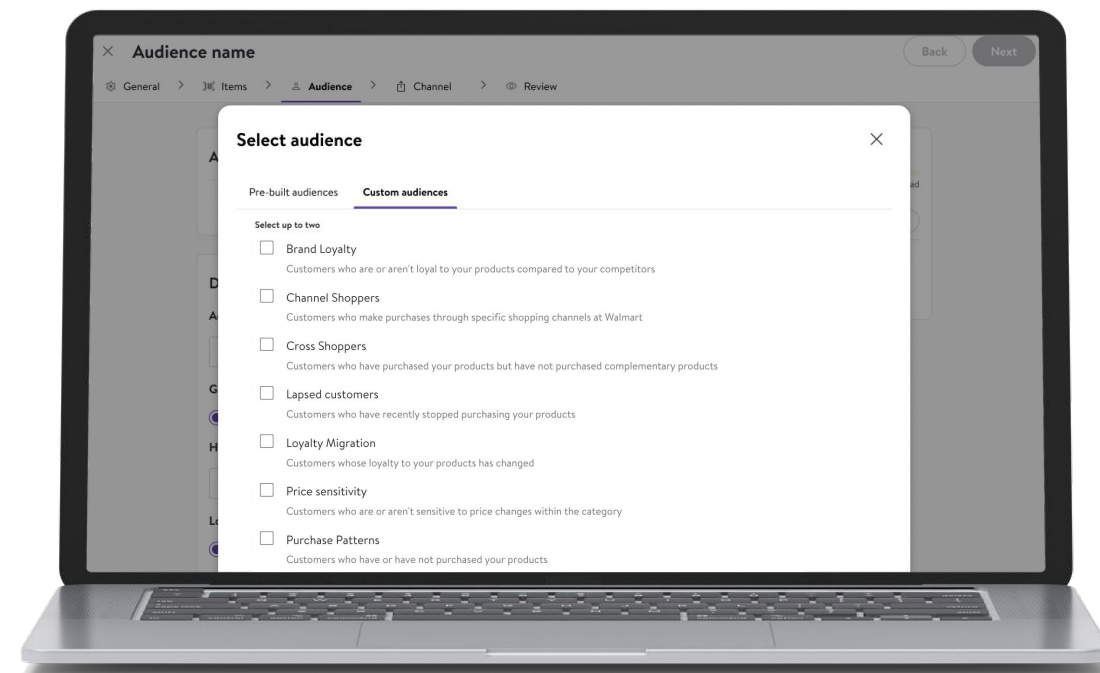 Audience name
Back
Next
General > Items > Audience > Channel > Review
Select audience
A
ad
Pre-built audiences
Custom audiences
Select up to two
Brand Loyalty
Customers who are or aren't loyal to your products compared to your competitors
D
Channel Shoppers
A
Customers who make purchases through specific shopping channels at Walmart
Cross Shoppers
Customers who have purchased your products but have not purchased complementary products
G
Lapsed customers
Customers who have recently stopped purchasing your products
H
Loyalty Migration
Customers whose loyalty to your products has changed
Price sensitivity
Customers who are or aren't sensitive to price changes within the category
Lo
Purchase Patterns
Customers who have or have not purchased your products